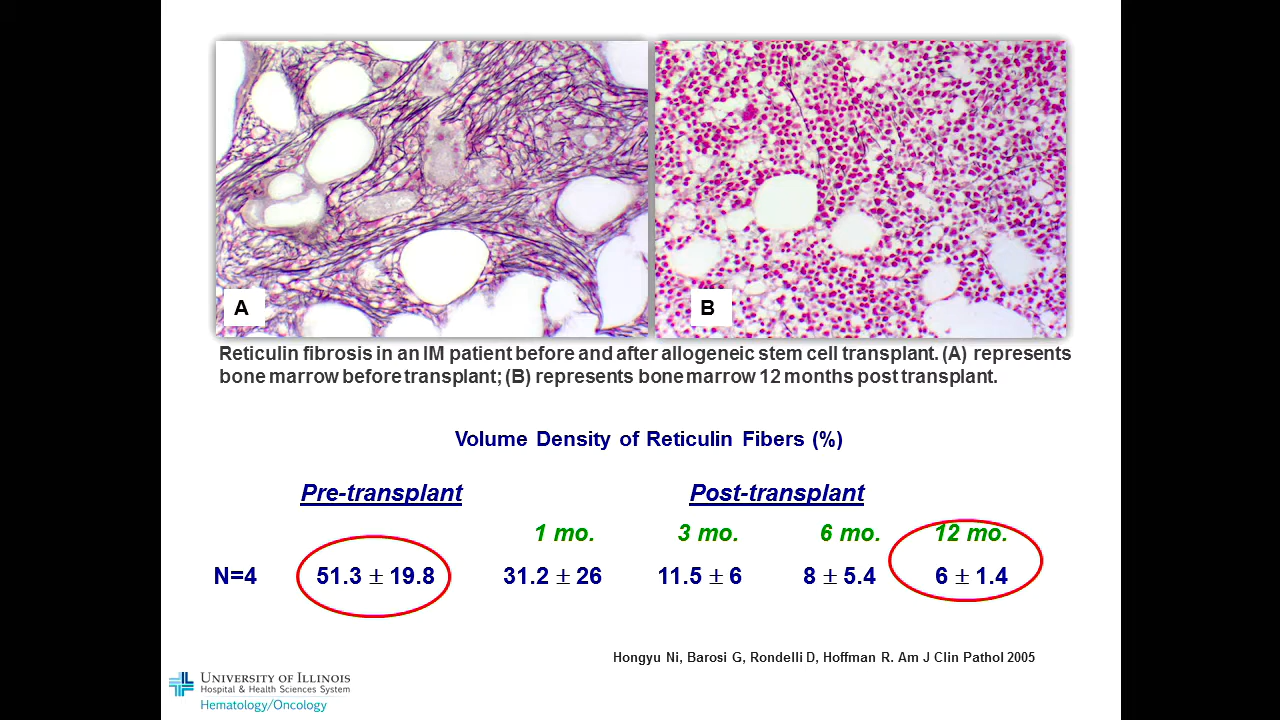 A
B
Reticulin fibrosis in an IM patient before and after allogeneic stem cell transplant. (A) represents
bone marrow before transplant; (B) represents bone marrow 12 months post transplant.
Volume Density of Reticulin Fibers (%)
Pre-transplant Post-transplant
1 mo. 3 mo. 6 mo. 12 mo.
N=4 51.3 ± 19.8 31.2 ± 26 11.5 ± 6 8 ± 5.4 6 ± 1.4
Hongyu Ni, Barosi G, Rondelli D, Hoffman R. Am J Clin Pathol 2005
UNIVERSITY OF ILLINOIS
Hospital & Health Sciences System
Hematology/Oncology